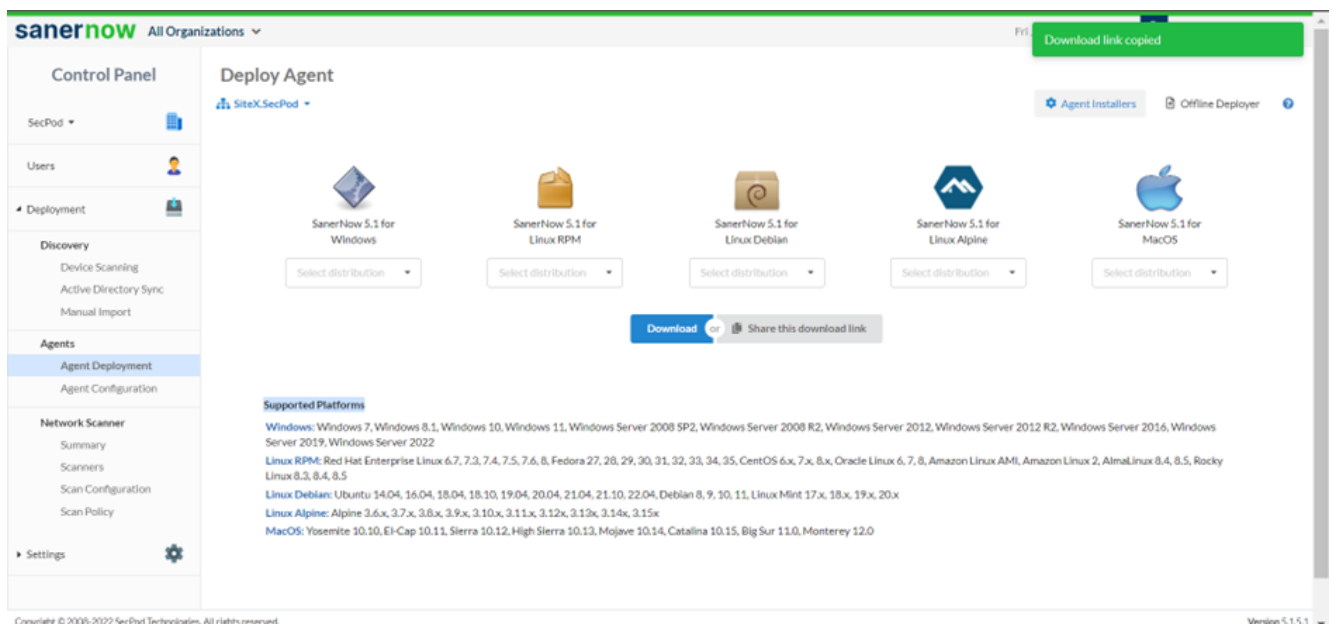 sanernow All Organizations
Fri,
Download link copied
Control Panel
SecPod
Users
Deployment
Discovery
Device Scanning
Active Directory Sync
Manual Import
Agents
Agent Deployment
Agent Configuration
Network Scanner
Summary
Scanners
Scan Configuration
Scan Policy
Settings
Deploy Agent
SiteX.SecPod
Agent Installers
Offline Deployer
SanerNow 5.1 for
Windows
Select distribution
SanerNow 5.1 for
Linux RPM
Select distribution
SanerNow 5.1 for
Linux Debian
Select distribution
SanerNow 5.1 for
Linux Alpine
Select distribution
SanerNow 5.1 for
MacOS
Select distribution
Download or Share this download link
Supported Platforms
Windows: Windows 7, Windows 8.1, Windows 10, Windows 11, Windows Server 2008 SP2, Windows Server 2008 R2, Windows Server 2012, Windows Server 2012 R2, Windows Server 2016, Windows
Server 2019, Windows Server 2022
Linux RPM: Red Hat Enterprise Linux 6.7, 7.3, 7.4, 7.5, 7.6, 8, Fedora 27, 28, 29, 30, 31, 32, 33, 34, 35, CentOS 6.x, 7.x, 8.x, Oracle Linux 6, 7, 8, Amazon Linux AMI, Amazon Linux 2, AlmaLinux 8.4, 8.5, Rocky
Linux 8.3, 8.4, 8.5
Linux Debian: Ubuntu 14.04, 16.04, 18.04, 18.10, 19.04, 20.04, 21.04, 21.10, 22.04, Debian 8, 9, 10, 11, Linux Mint 17.x, 18.x, 19.x, 20.x
Linux Alpine: Alpine 3.6.x, 3.7.x, 3.8.x, 3.9.x, 3.10.x, 3.11.x, 3.12x, 3.13x, 3.14x, 3.15x
MacOS: Yosemite 10.10, El-Cap 10.11, Sierra 10.12, High Sierra 10.13, Mojave 10.14, Catalina 10.15, Big Sur 11.0, Monterey 12.0
Copyright © 2008-2022 SecPod Technologies. All rights reserved.
Version 5.1.5.1